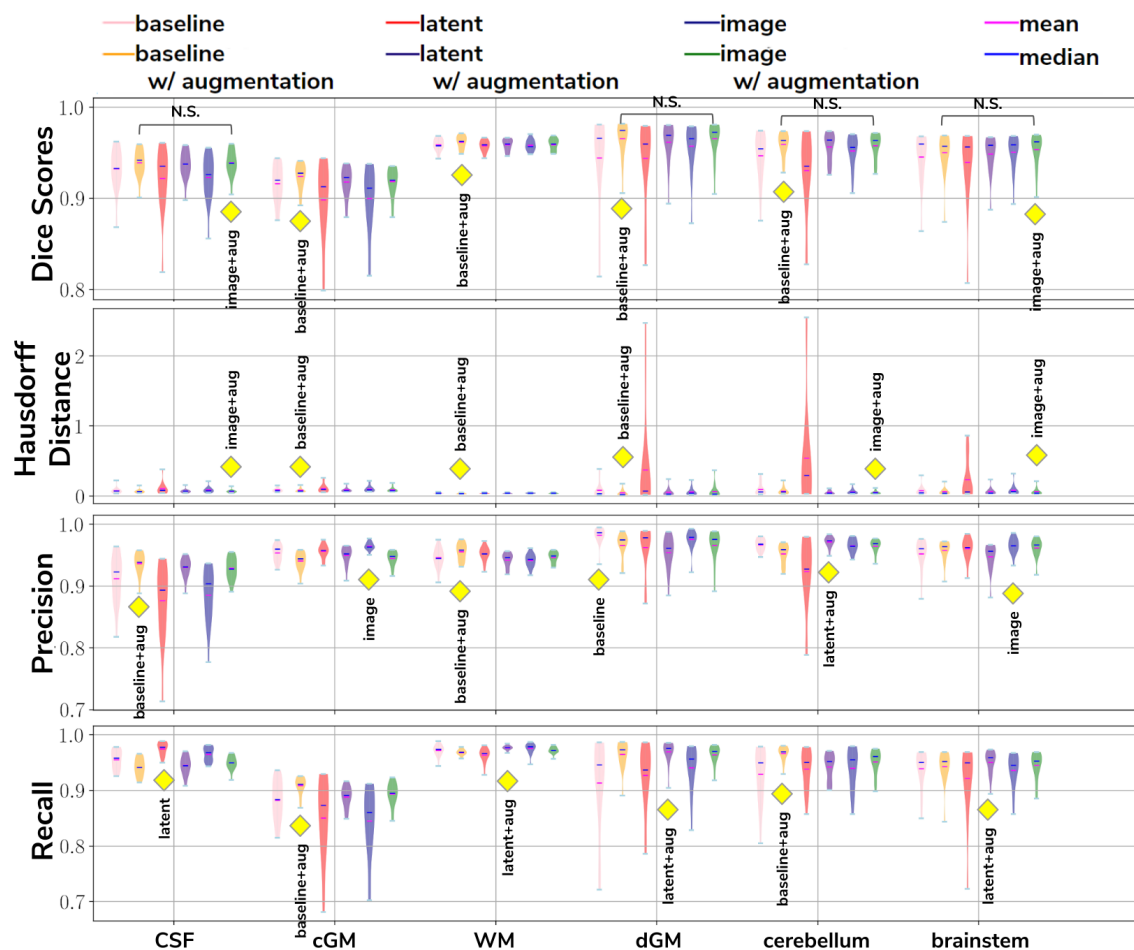 baseline latent image mean
baseline latent image median
w/ augmentation w/ augmentation w/ augmentation
Dice Scores
1.0
0.9
0.8
N.S.
N.S.
N.S.
N.S.
image+aug
baseline+aug
baseline+aug
baseline+aug
baseline+aug
image+aug
Hausdorff
Distance
2
1
0
image+aug
baseline+aug
baseline+aug
baseline+aug
image+aug
image+aug
Precision
1.0
0.9
0.8
0.7
baseline+aug
image
baseline+aug
baseline
latent+aug
image
Recall
1.0
0.9
0.8
0.7
latent
baseline+aug
latent+aug
latent+aug
baseline+aug
latent+aug
CSF cGM WM dGM cerebellum brainstem